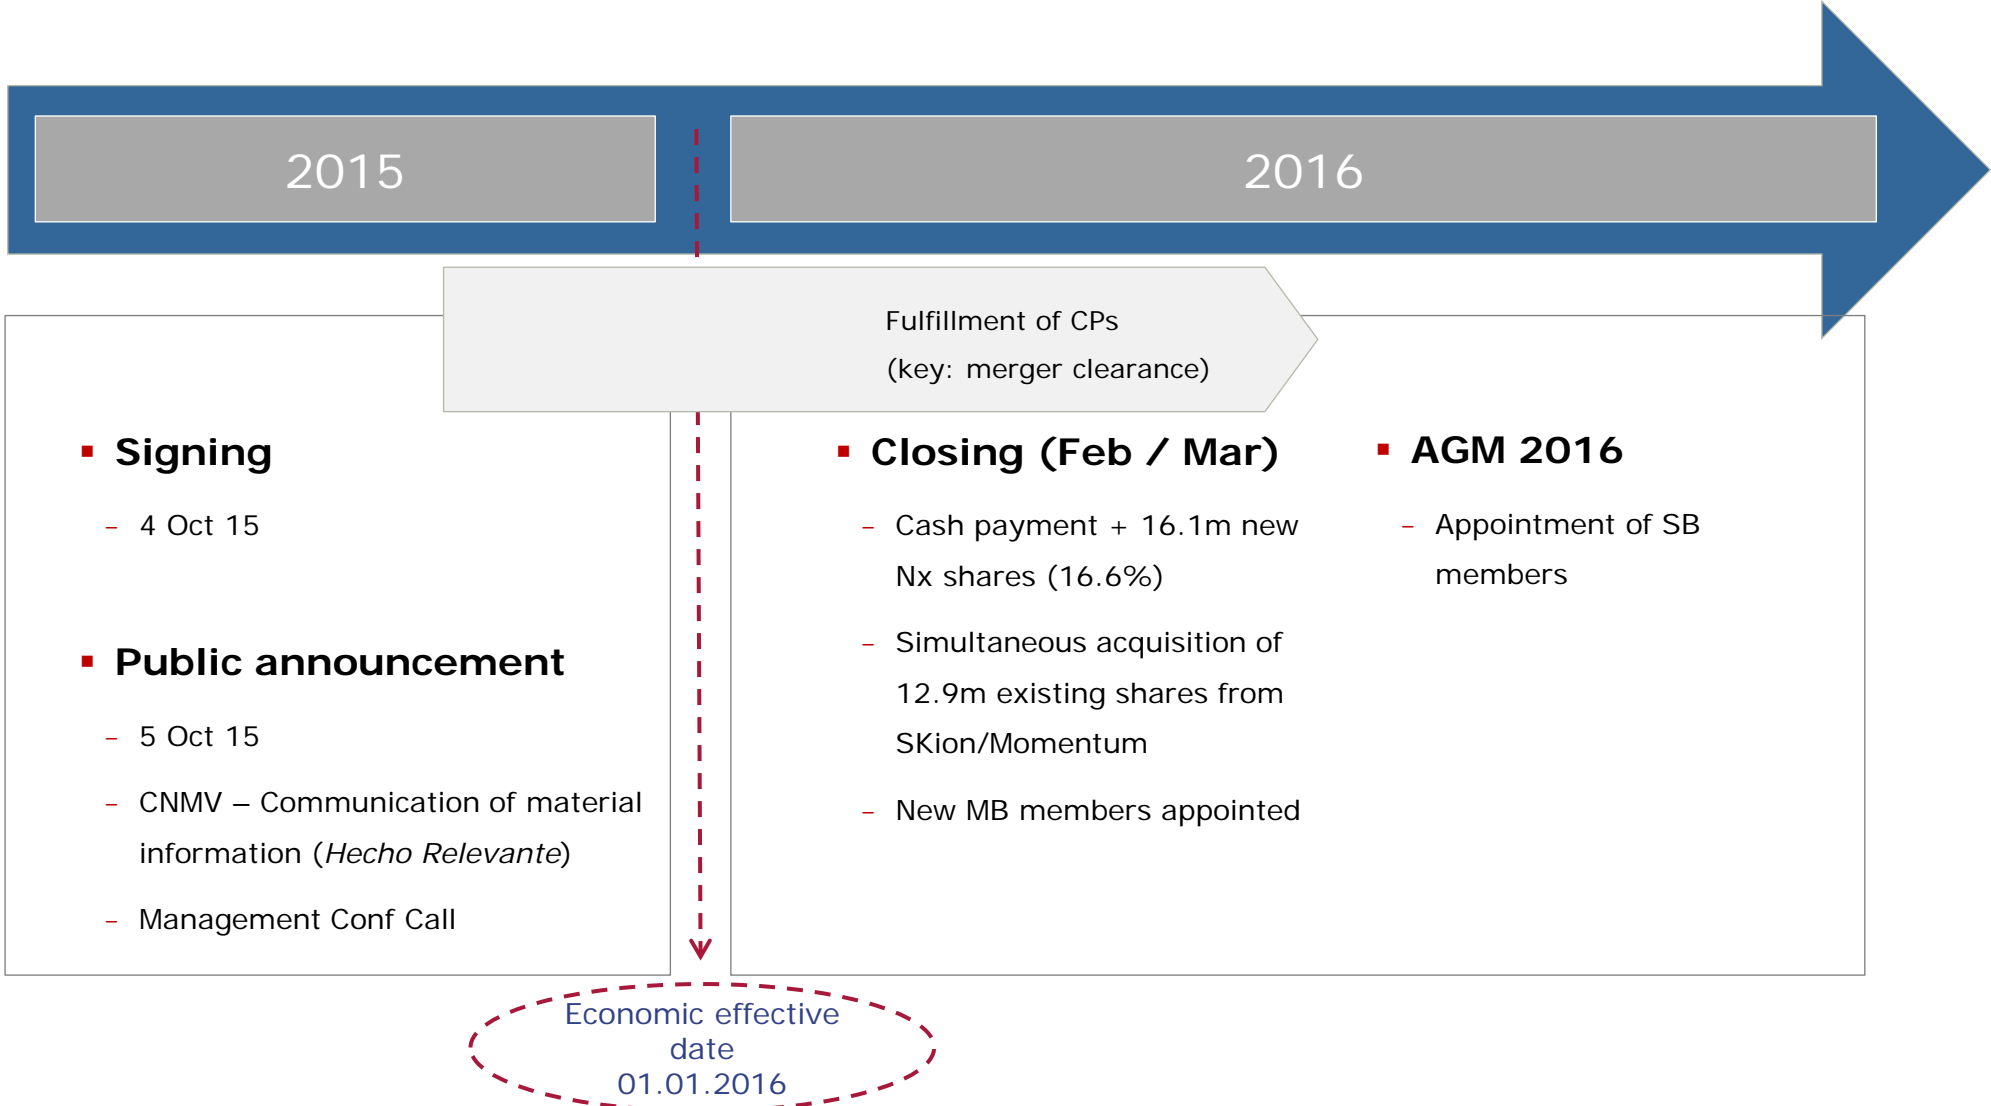 2015
2016
Fulfillment of CPs
(key: merger clearance)
▪ Signing
– 4 Oct 15
▪ Public announcement
– 5 Oct 15
– CNMV – Communication of material
information (Hecho Relevante)
– Management Conf Call
▪ Closing (Feb / Mar)
– Cash payment + 16.1m new
Nx shares (16.6%)
– Simultaneous acquisition of
12.9m existing shares from
SKion/Momentum
– New MB members appointed
▪ AGM 2016
– Appointment of SB
members
Economic effective
date
01.01.2016